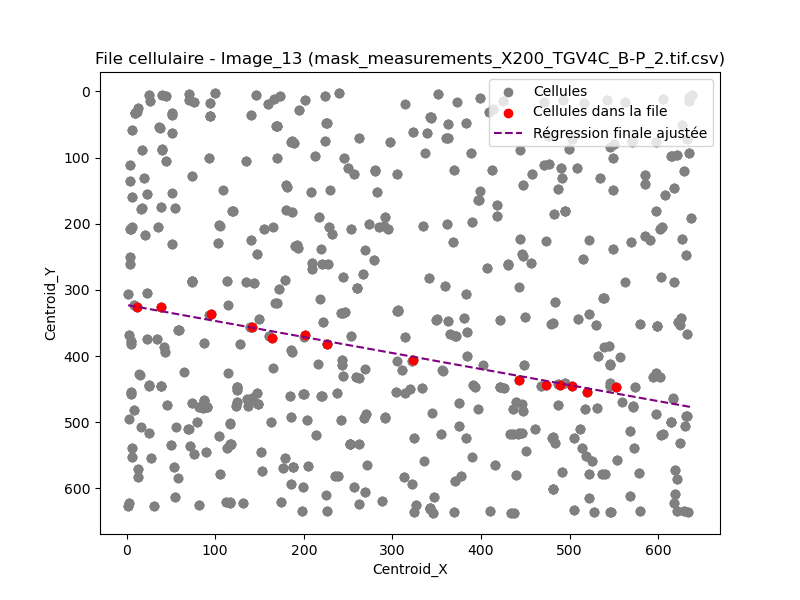 File cellulaire - Image_13 (mask_measurements_X200_TGV4C_B-P_2.tif.csv)
Cellules
Cellules dans la file
Régression finale ajustée
Centroid_Y
0
100
200
300
400
500
600
0 100 200 300 400 500 600
Centroid_X